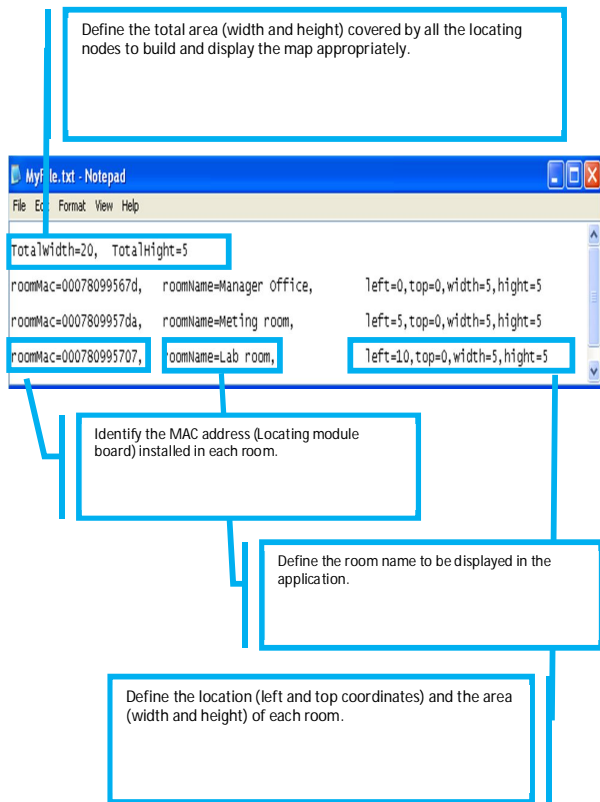 Define the total area (width and height) covered by all the locating
nodes to build and display the map appropriately.
MyFile.txt - Notepad
File Edit Format View Help
TotalWidth=20, TotalHight=5
roomMac=00078099567d, roomName=Manager Office, left=0,top=0,width=5,hight=5
roomMac=0007809957da, roomName=Meting room, left=5,top=0,width=5,hight=5
roomMac=000780995707, roomName=Lab room, left=10,top=0,width=5,hight=5
Identify the MAC address (Locating module
board) installed in each room.
Define the room name to be displayed in the
application.
Define the location (left and top coordinates) and the area
(width and height) of each room.